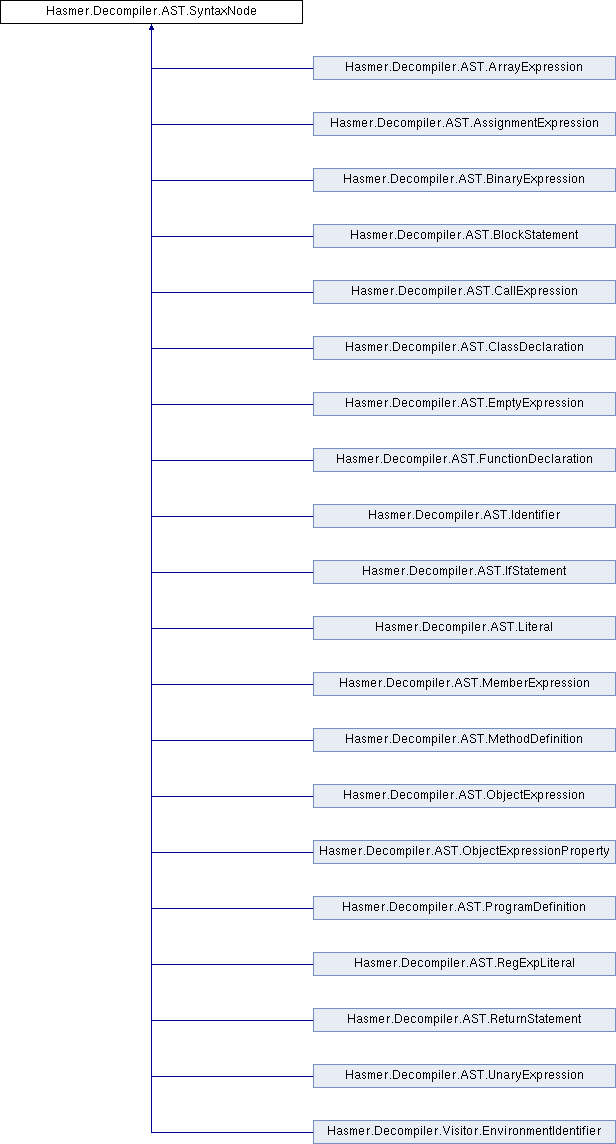 Hasmer.Decompiler.AST.SyntaxNode
Hasmer.Decompiler.AST.ArrayExpression
Hasmer.Decompiler.AST.AssignmentExpression
Hasmer.Decompiler.AST.BinaryExpression
Hasmer.Decompiler.AST.BlockStatement
Hasmer.Decompiler.AST.CallExpression
Hasmer.Decompiler.AST.ClassDeclaration
Hasmer.Decompiler.AST.EmptyExpression
Hasmer.Decompiler.AST.FunctionDeclaration
Hasmer.Decompiler.AST.Identifier
Hasmer.Decompiler.AST.IfStatement
Hasmer.Decompiler.AST.Literal
Hasmer.Decompiler.AST.MemberExpression
Hasmer.Decompiler.AST.MethodDefinition
Hasmer.Decompiler.AST.ObjectExpression
Hasmer.Decompiler.AST.ObjectExpressionProperty
Hasmer.Decompiler.AST.ProgramDefinition
Hasmer.Decompiler.AST.RegExpLiteral
Hasmer.Decompiler.AST.ReturnStatement
Hasmer.Decompiler.AST.UnaryExpression
Hasmer.Decompiler.Visitor.EnvironmentIdentifier